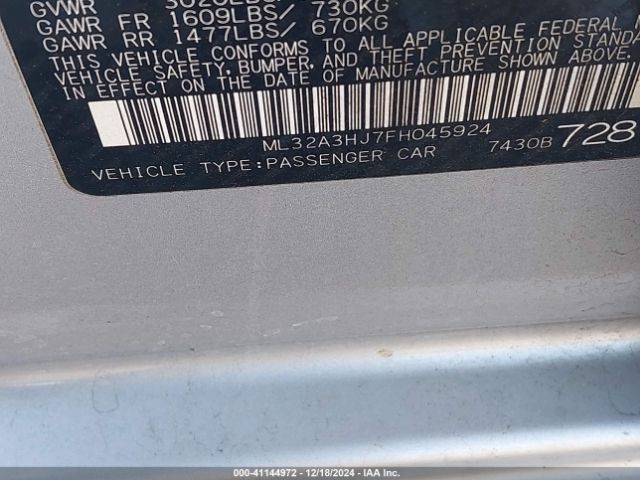 GVWR
GAWR FR 1609LBS/ 730KG
GAWR RR 1477LBS/ 670KG
THIS VEHICLE CONFORMS TO ALL APPLICABLE FEDERAL
VEHICLE SAFETY, BUMPER, AND THEFT PREVENTION STANDA
IN EFFECT ON THE DATE OF MANUFACTURE SHOWN ABOVE.
ML32A3HJ7FH045924
VEHICLE TYPE:PASSENGER CAR 7430B 728
000-41144972 • 12/18/2024 •